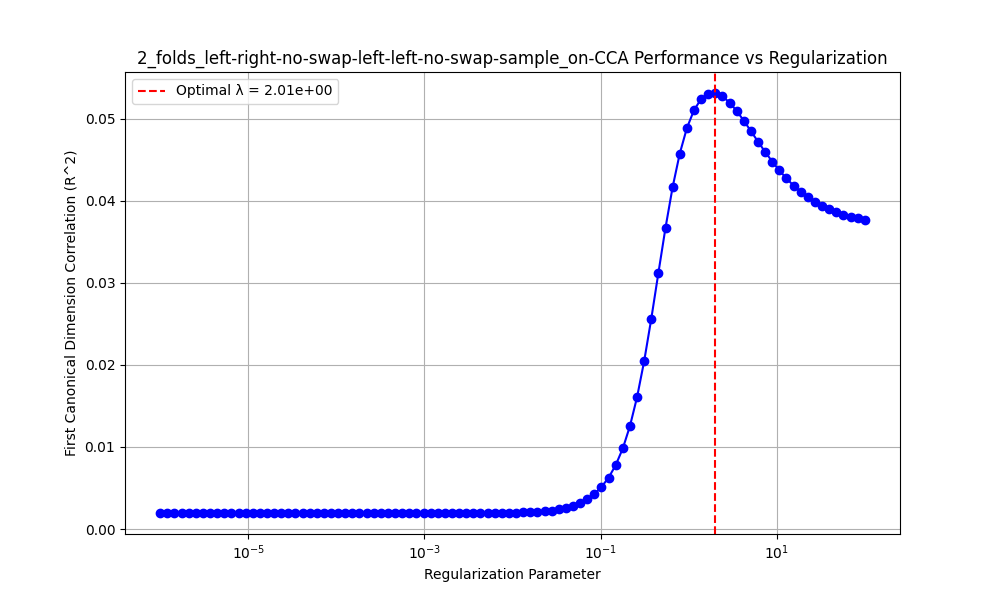 2_folds_left-right-no-swap-left-left-no-swap-sample_on-CCA Performance vs Regularization
Optimal λ = 2.01e+00
First Canonical Dimension Correlation (R^2)
0.05
0.04
0.03
0.02
0.01
0.00
10⁻⁵
10⁻³
10⁻¹
10¹
Regularization Parameter